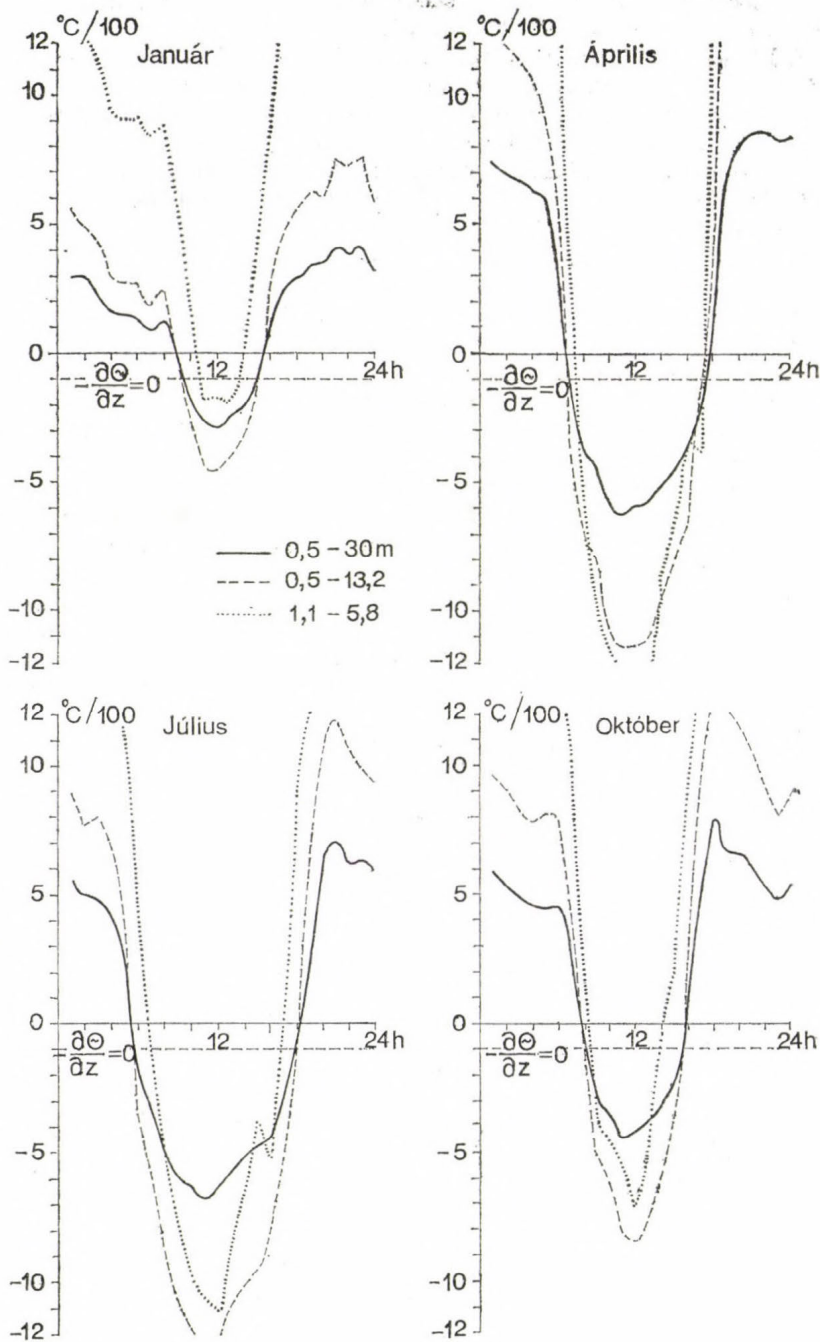 °C/100
Január
12
10
5
0
12
24h
-∂Θ/∂z=0
-5
-10
-12
0,5-30m
0,5-13,2
1,1-5,8
°C/100
Április
12
10
5
0
12
24h
-∂Θ/∂z=0
-5
-10
-12
°C/100
Július
12
10
5
0
12
24h
-∂Θ/∂z=0
-5
-10
-12
°C/100
Október
12
10
5
0
12
24h
-∂Θ/∂z=0
-5
-10
-12